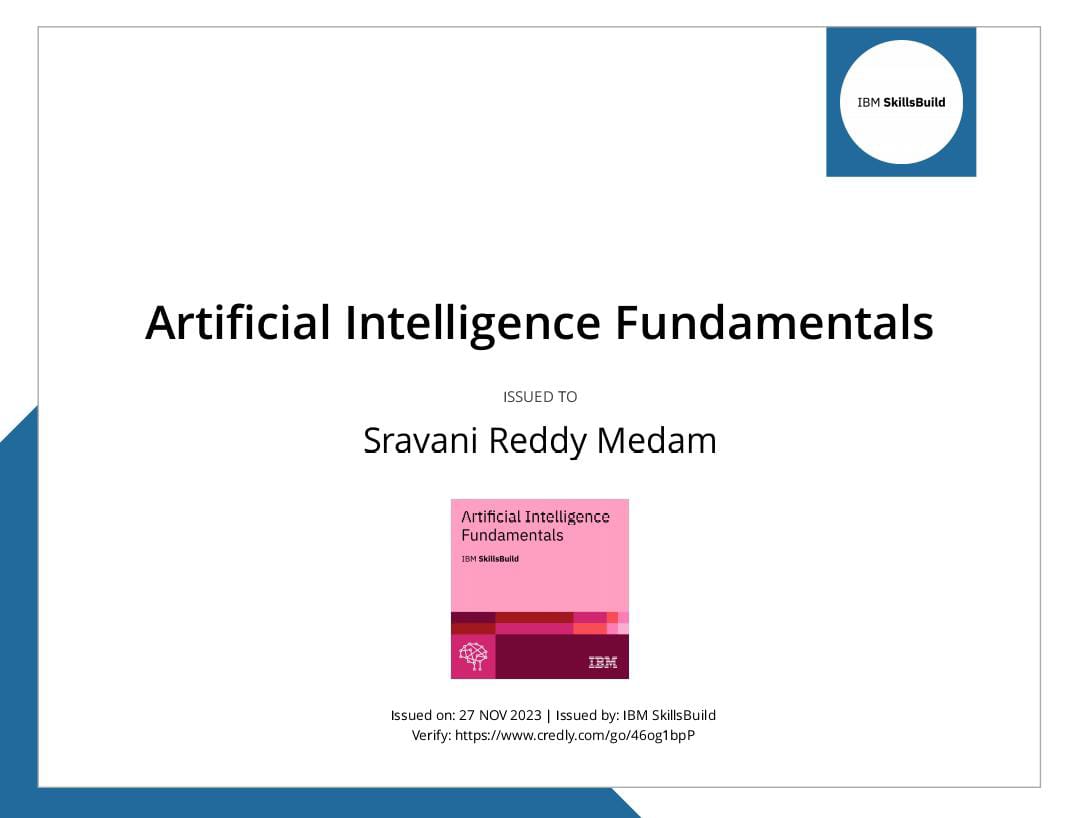 IBM SkillsBuild
Artificial Intelligence Fundamentals
ISSUED TO
Sravani Reddy Medam
Artificial Intelligence
Fundamentals
IBM SkillsBuild
IBM
Issued on: 27 NOV 2023 | Issued by: IBM SkillsBuild
Verify: https://www.credly.com/go/46og1bpP